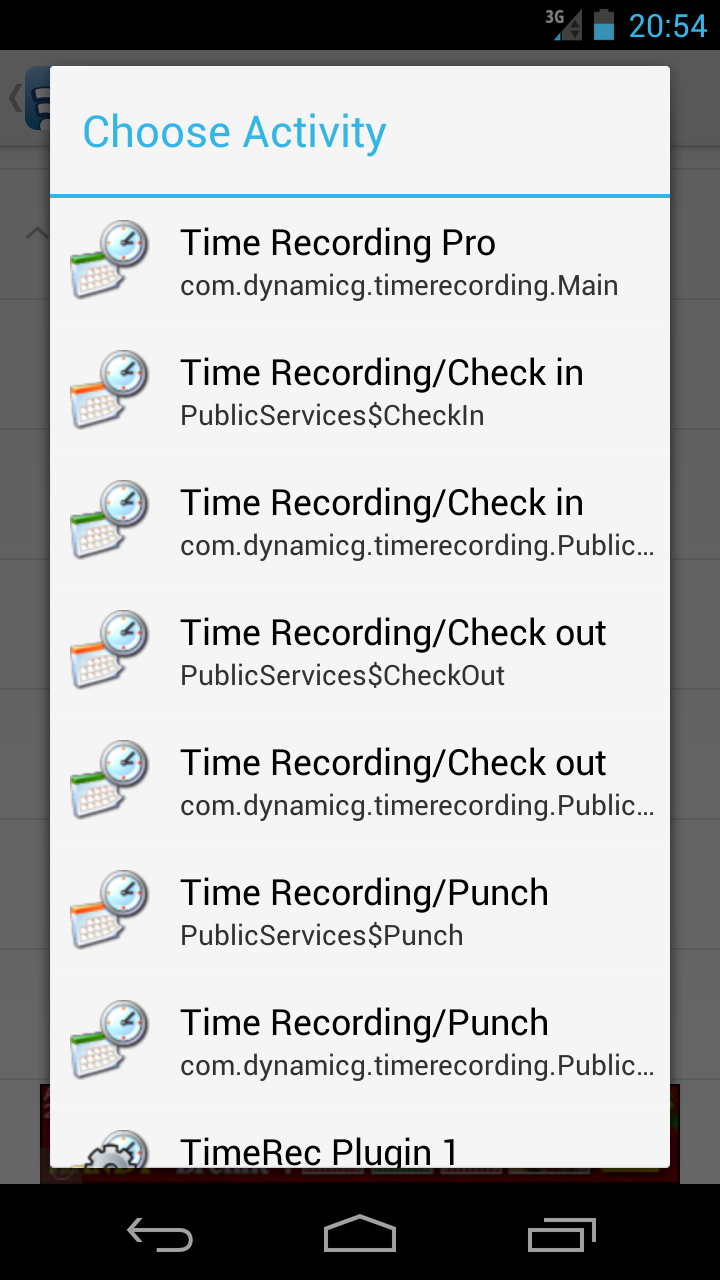 3G
20:54
Choose Activity
Time Recording Pro
com.dynamicg.timerecording.Main
Time Recording/Check in
PublicServices$CheckIn
Time Recording/Check in
com.dynamicg.timerecording.Public...
Time Recording/Check out
PublicServices$CheckOut
Time Recording/Check out
com.dynamicg.timerecording.Public...
Time Recording/Punch
PublicServices$Punch
Time Recording/Punch
com.dynamicg.timerecording.Public...
TimeRec Plugin 1